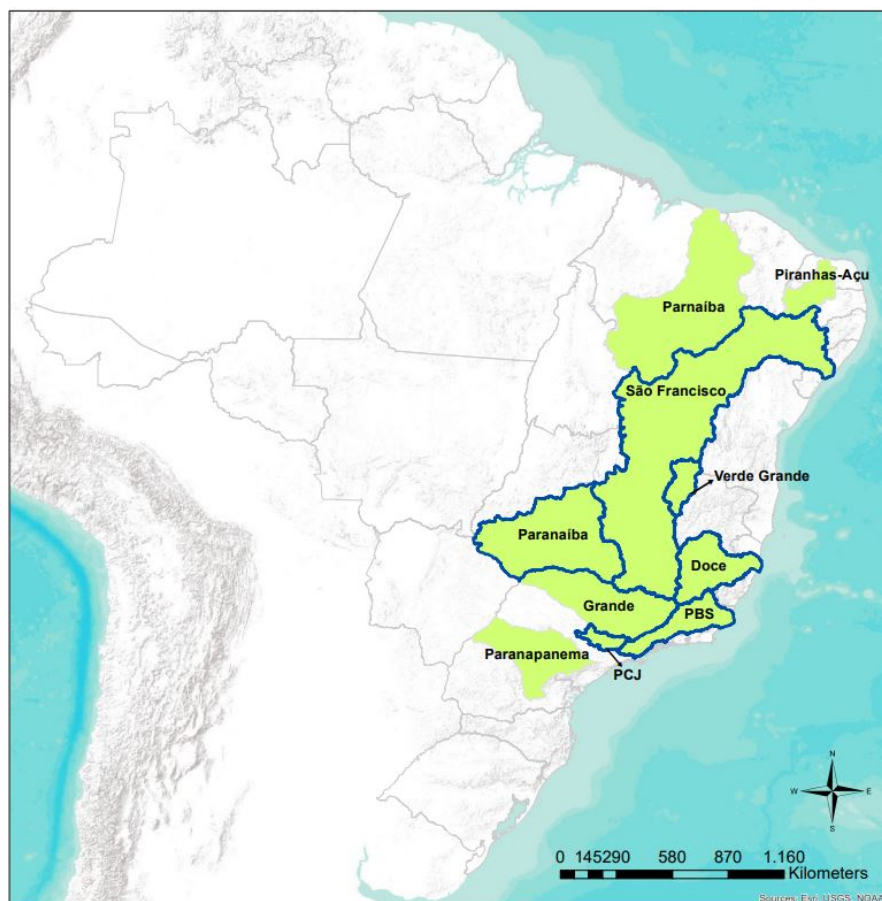 Piranhas-Açu
Parnaíba
São Francisco
Verde Grande
Paranaíba
Doce
Grande
PBS
Paranapanema
PCJ
N
W E
S
0 145290 580 870 1.160
Kilometers
Sources: Esri, USGS, NOAA